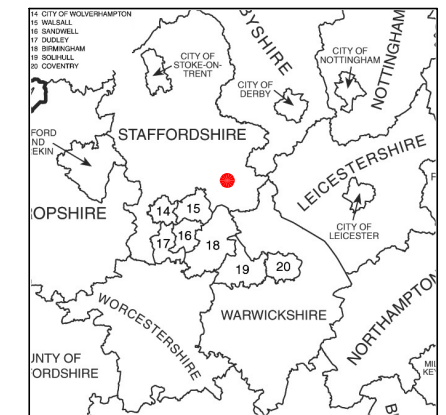 14 CITY OF WOLVERHAMPTON
15 WALSALL
16 SANDWELL
17 DUDLEY
18 BIRMINGHAM
19 SOLIHULL
20 COVENTRY
BYSHIRE
NOTTINGHAM
CITY OF
STOKE-ON-
TRENT
CITY OF
NOTTINGHAM
CITY OF
DERBY
STAFFORDSHIRE
FORD
ND
EKIN
LEICESTERSHIRE
OPSHIRE
14
15
16
17
18
19
20
CITY OF
LEICESTER
WORCESTERSHIRE
WARWICKSHIRE
NORTHAMPTON
UNTY OF
FORDSHIRE
MIL
KEY
B